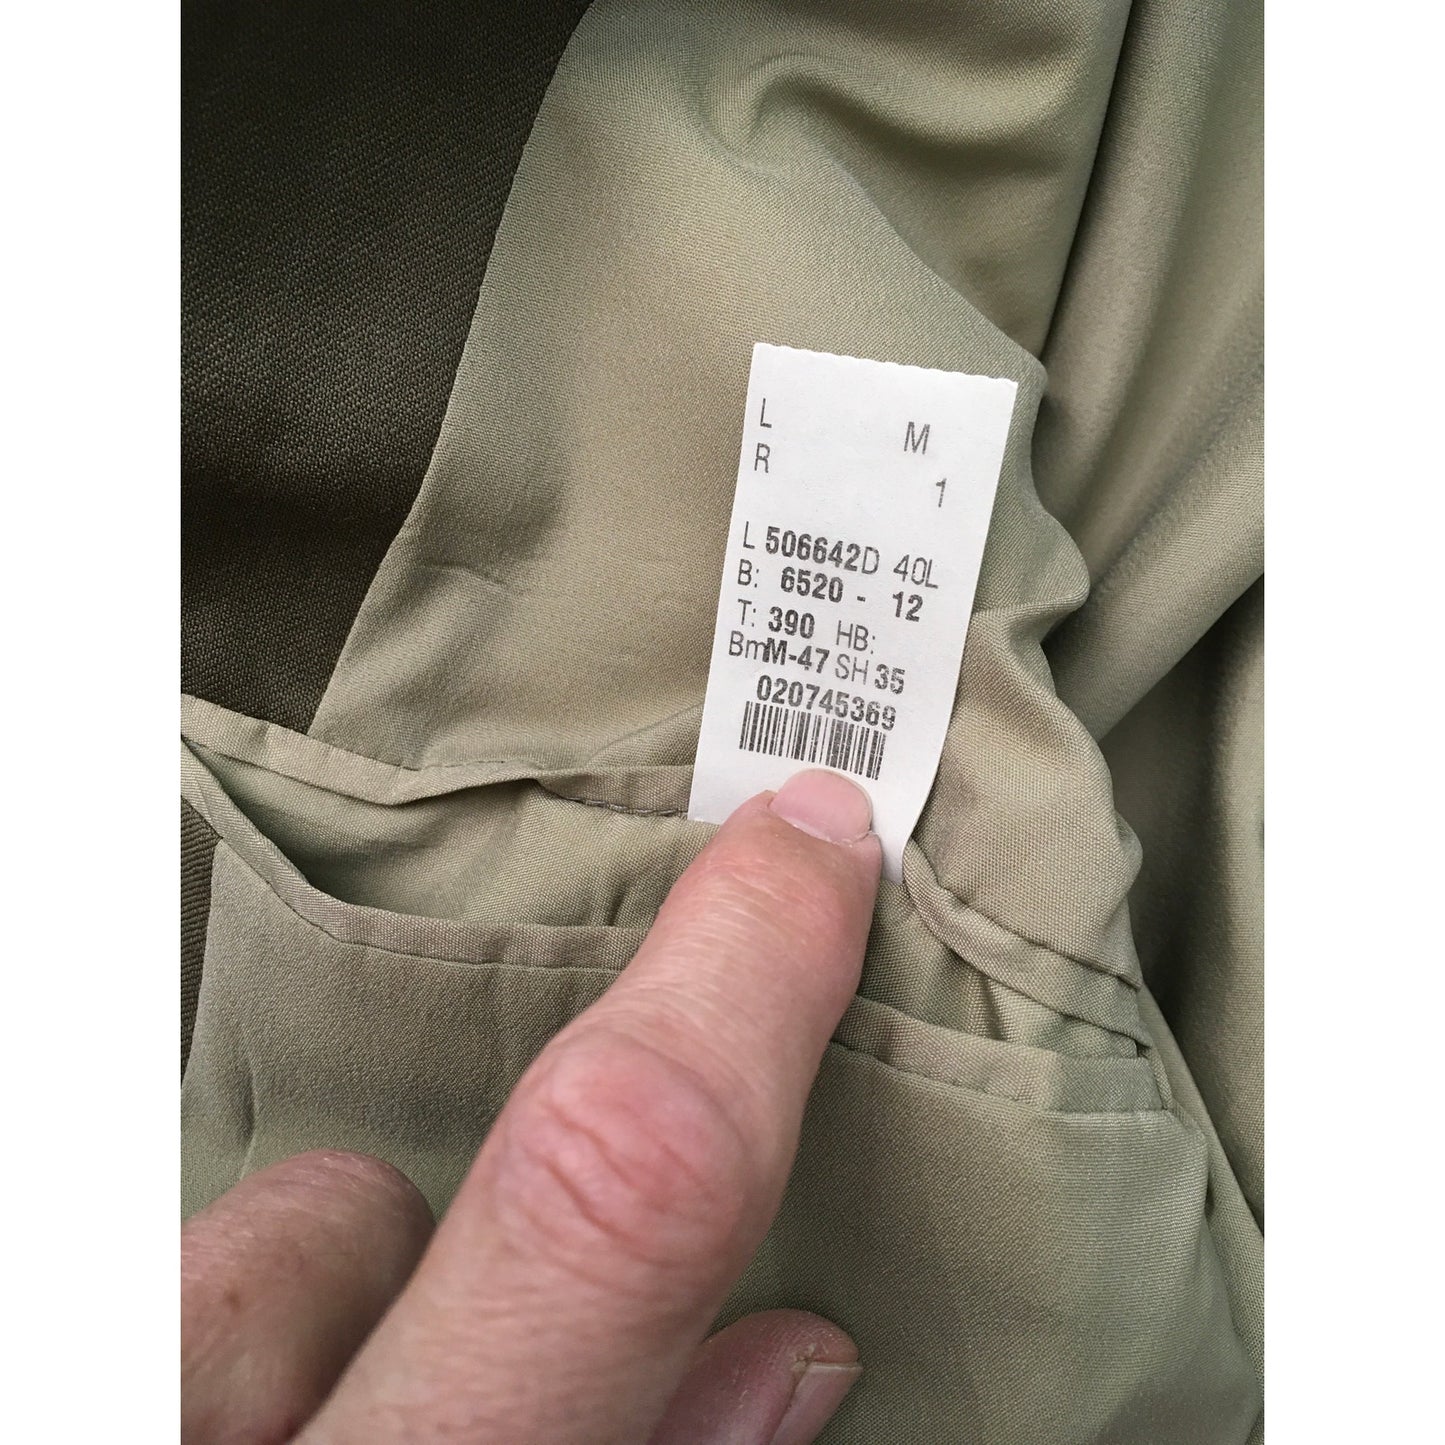 L M
R 1
L 506642D 40L
B: 6520 - 12
T: 390 HB:
BmM-47 SH 35
020745369